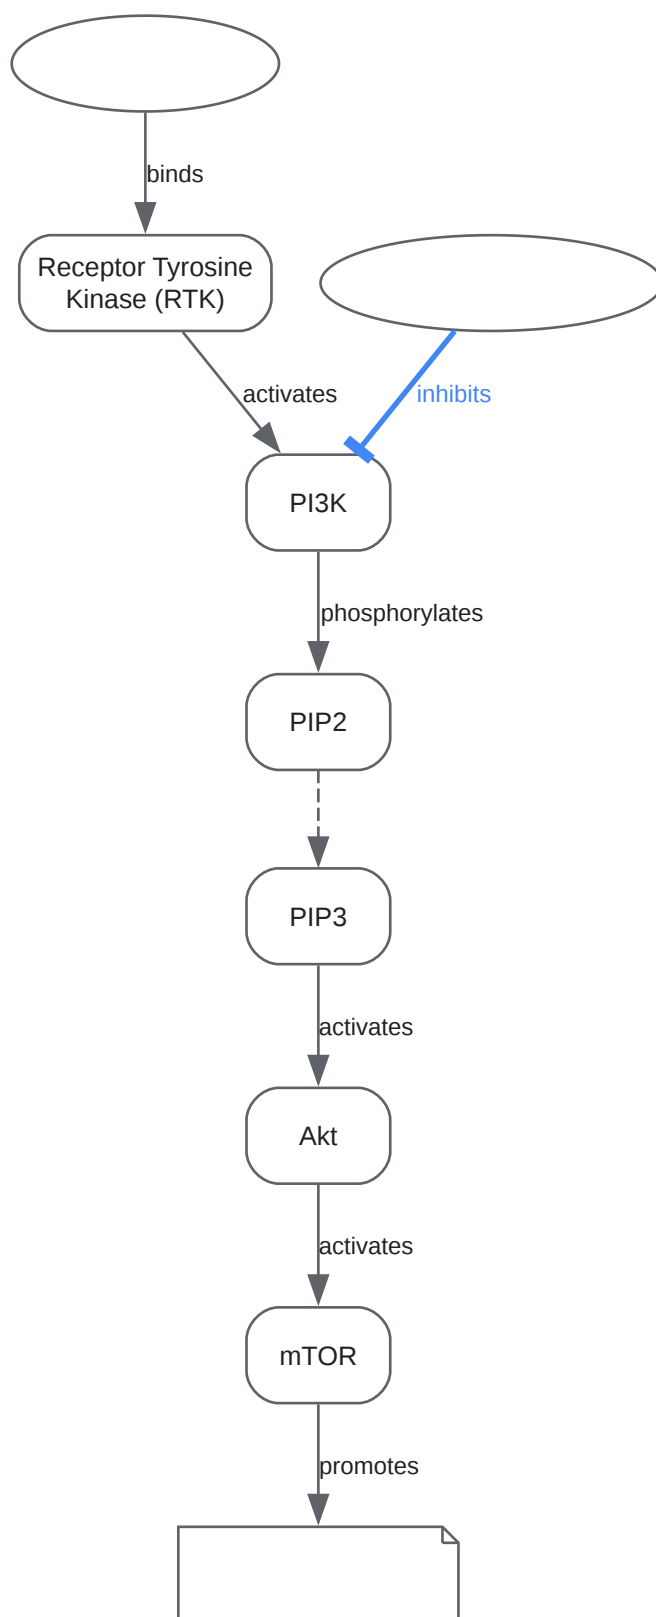 binds
Receptor Tyrosine
Kinase (RTK)
activates
inhibits
PI3K
phosphorylates
PIP2
PIP3
activates
Akt
activates
mTOR
promotes